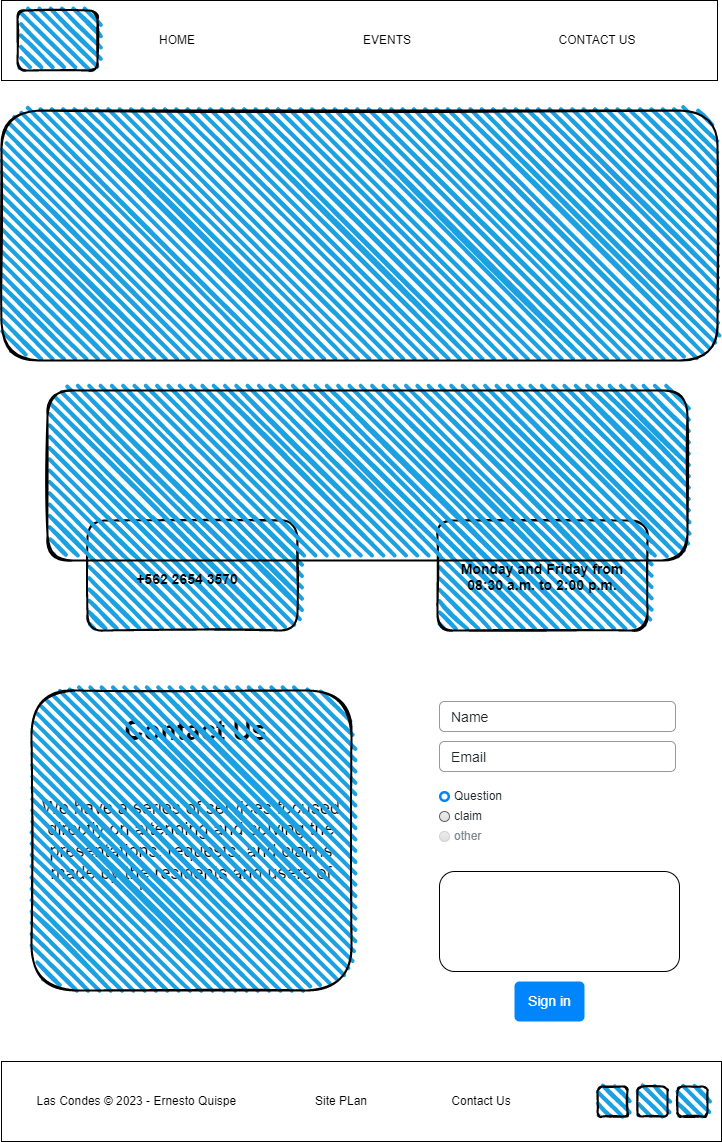 HOME
EVENTS
CONTACT US
+562 2654 3570
Monday and Friday from
08:30 a.m. to 2:00 p.m.
Contact Us
We have a series of services focused
directly on attending and solving the
presentations, requests, and claims
made by the residents and users of
Name
Email
Question
claim
other
Sign in
Las Condes © 2023 - Ernesto Quispe
Site PLan
Contact Us